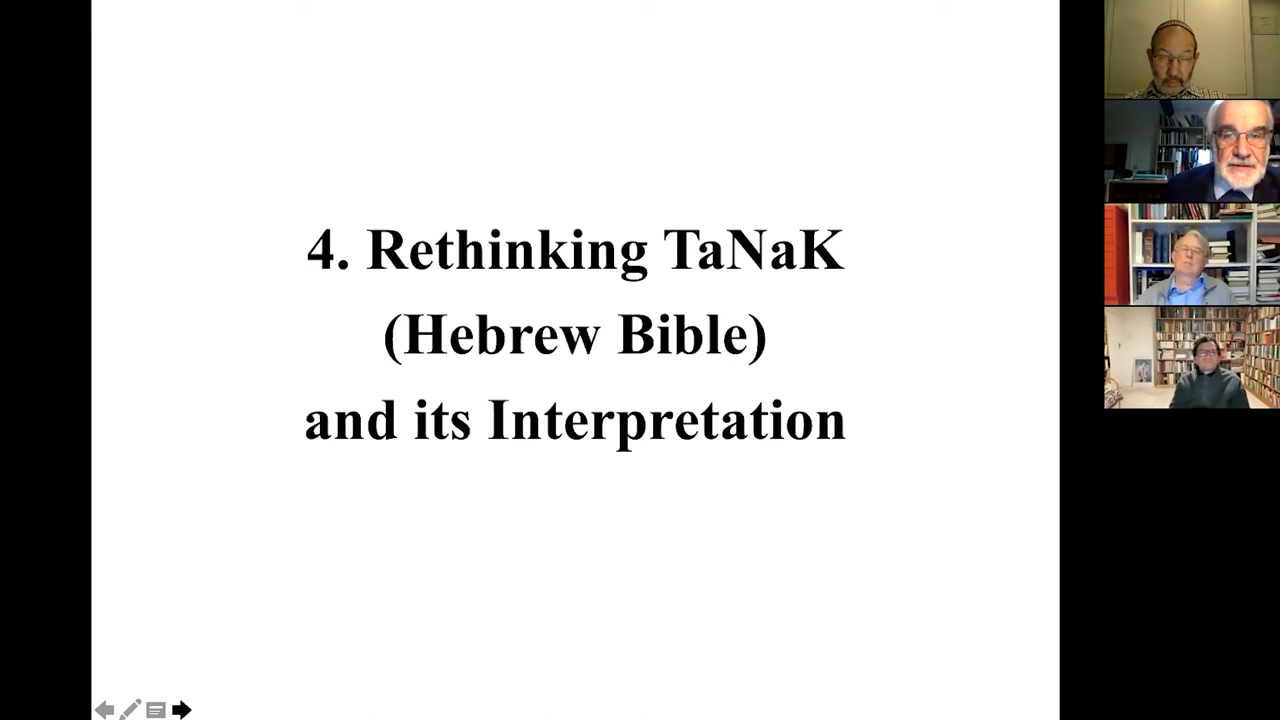 4. Rethinking TaNaK
(Hebrew Bible)
and its Interpretation